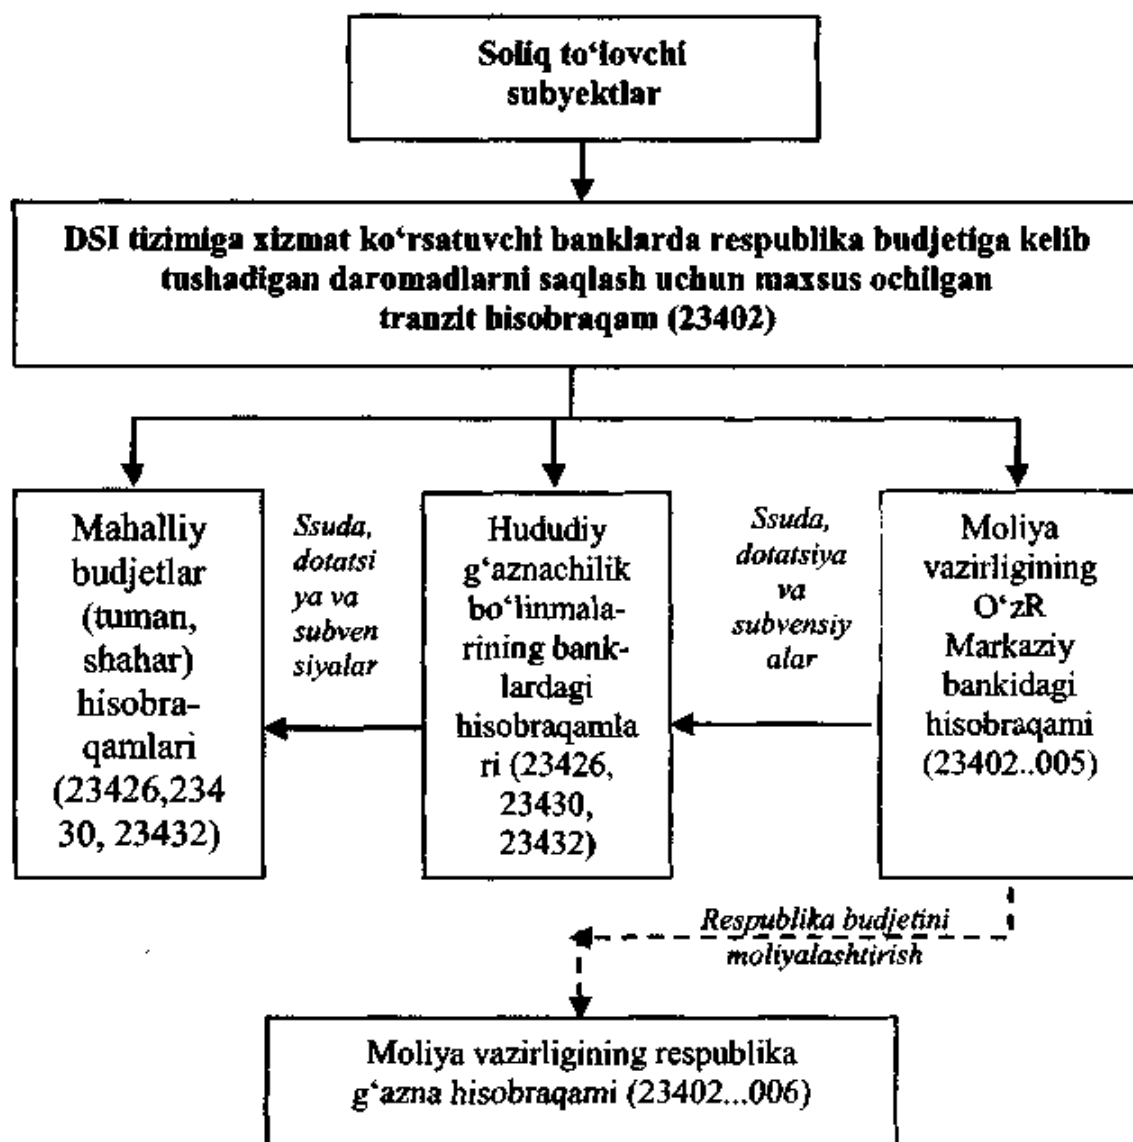 Soliq to‘lovchi
subyektlar
DSI tizimiga xizmat ko‘rsatuvchi banklarda respublika budjetiga kelib
tushadigan daromadlarni saqlash uchun maxsus ochilgan
tranzit hisobraqam (23402)
Mahalliy
budjetlar
(tuman,
shahar)
hisobra-
qamlari
(23426,234
30, 23432)
Ssuda,
dotatsi
ya va
subven
siyalar
Hududiy
g‘aznachilik
bo‘linmala-
rining bank-
lardagi
hisobraqamla
ri (23426,
23430,
23432)
Ssuda,
dotatsiya
va
subvensiy
alar
Moliya
vazirligining
O‘zR
Markaziy
bankidagi
hisobraqami
(23402..005)
Respublika budjetini
moliyalashtirish
Moliya vazirligining respublika
g‘azna hisobraqami (23402...006)